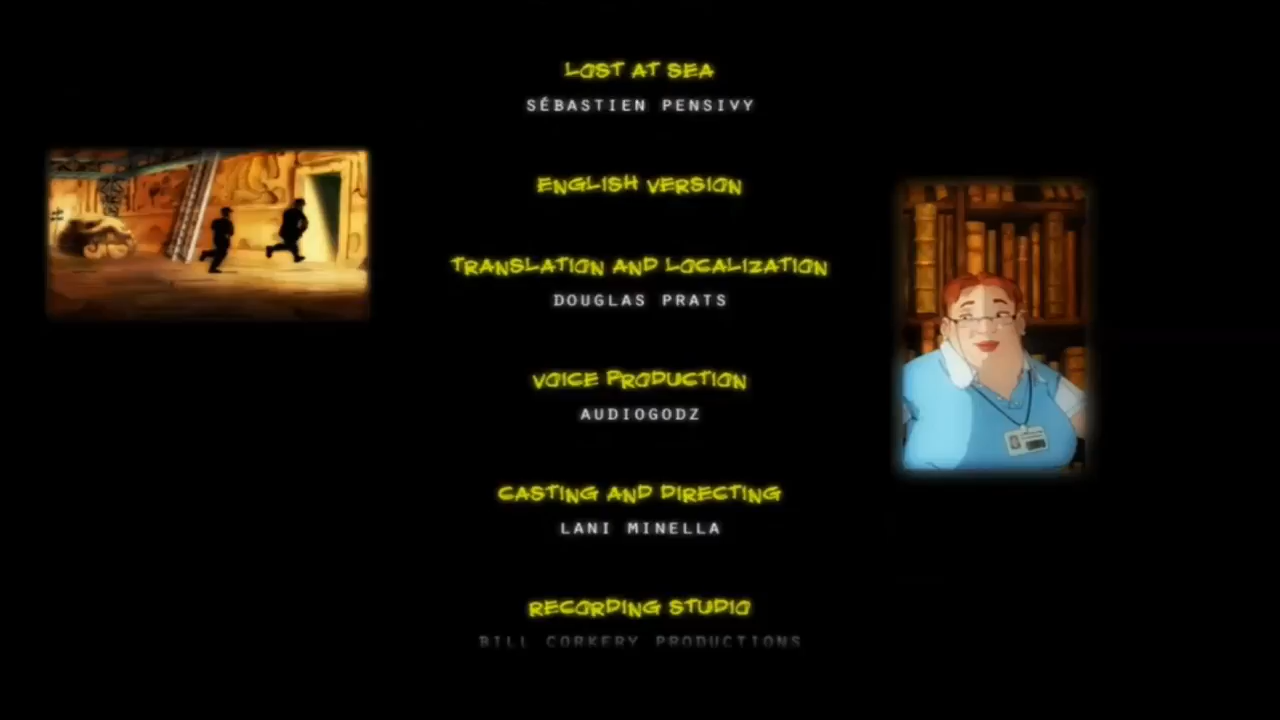 LOST AT SEA
SÉBASTIEN PENSIVY
ENGLISH VERSION
TRANSLATION AND LOCALIZATION
DOUGLAS PRATS
VOICE PRODUCTION
AUDIOGODZ
CASTING AND DIRECTING
LANI MINELLA
RECORDING STUDIO
BILL CORKERY PRODUCTIONS